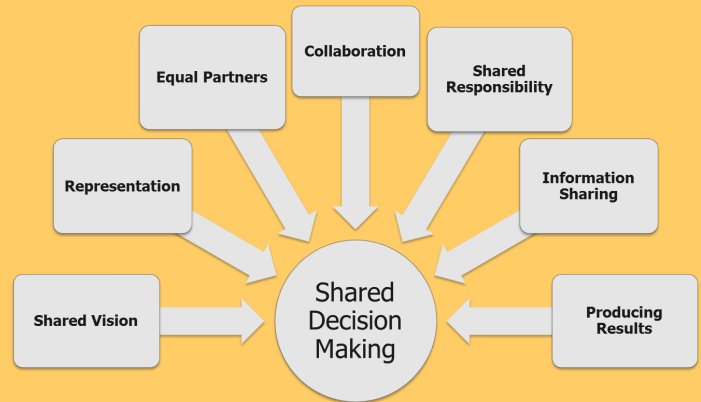 Collaboration
Equal Partners
Shared
Responsibility
Representation
Information
Sharing
Shared Vision
Shared
Decision
Making
Producing
Results